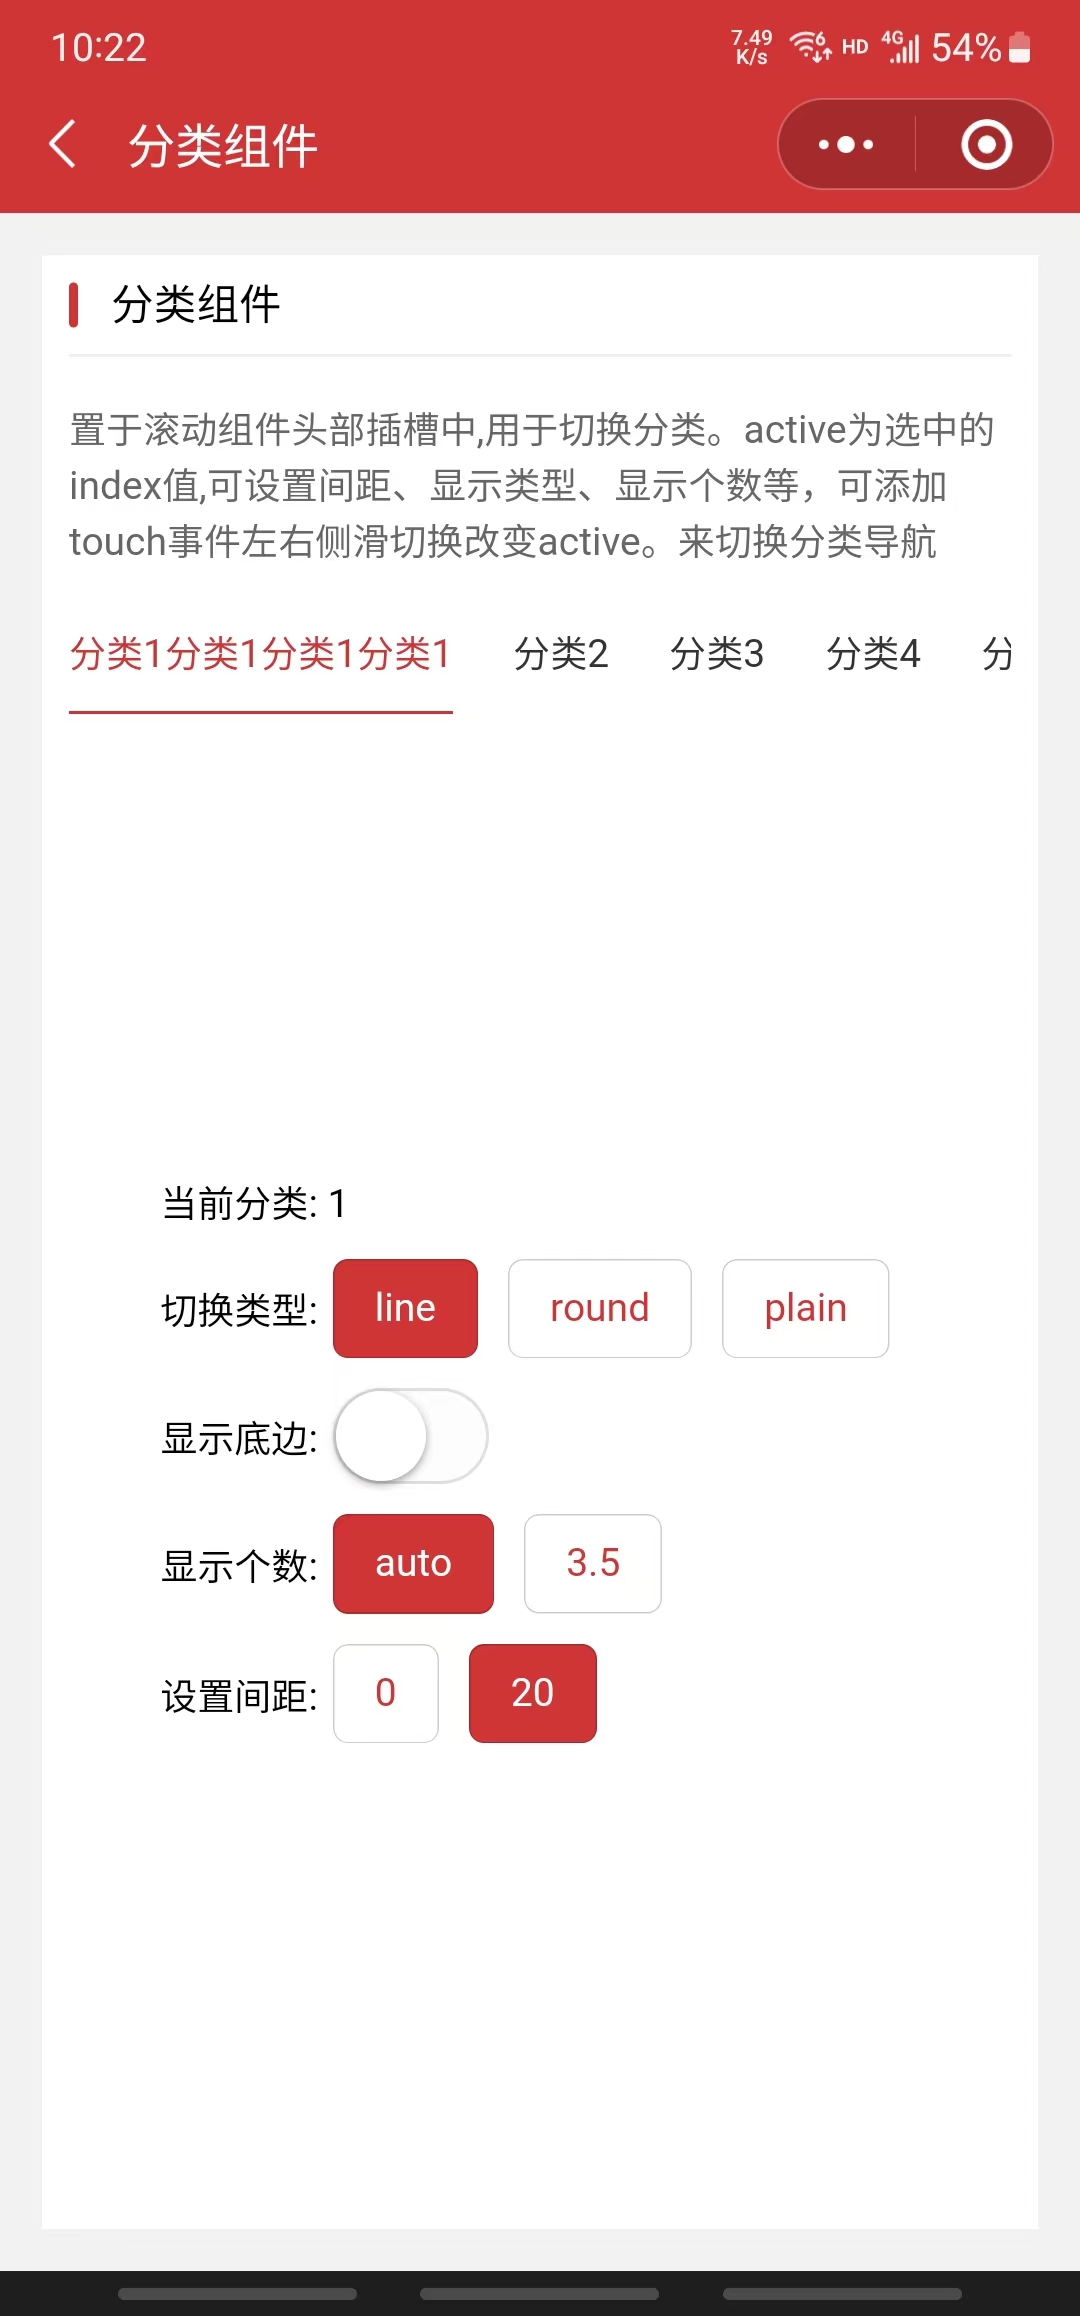 10:22
7.49 K/s
6
HD
4G
54%
分类组件
分类组件
置于滚动组件头部插槽中,用于切换分类。active为选中的
index值,可设置间距、显示类型、显示个数等，可添加
touch事件左右侧滑切换改变active。来切换分类导航
分类1分类1分类1分类1 分类2 分类3 分类4 分
当前分类: 1
切换类型: line round plain
显示底边:
显示个数: auto 3.5
设置间距: 0 20